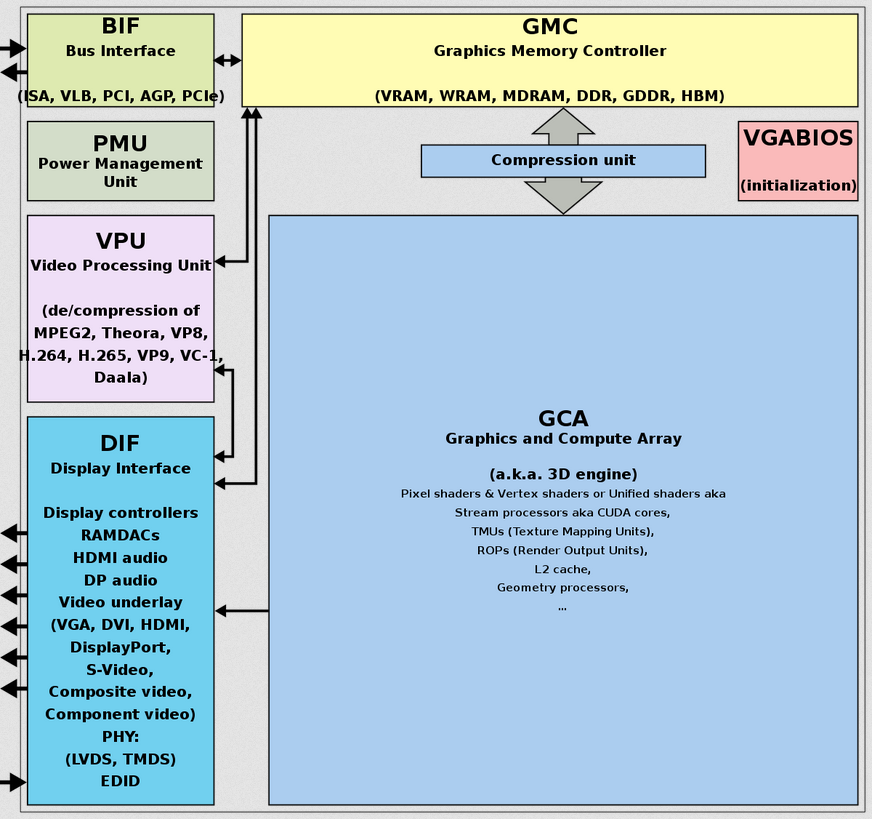 BIF
Bus Interface
(ISA, VLB, PCI, AGP, PCIe)
GMC
Graphics Memory Controller
(VRAM, WRAM, MDRAM, DDR, GDDR, HBM)
PMU
Power Management
Unit
Compression unit
VGABIOS
(initialization)
VPU
Video Processing Unit
(de/compression of
MPEG2, Theora, VP8,
H.264, H.265, VP9, VC-1,
Daala)
DIF
Display Interface
Display controllers
RAMDACs
HDMI audio
DP audio
Video underlay
(VGA, DVI, HDMI,
DisplayPort,
S-Video,
Composite video,
Component video)
PHY:
(LVDS, TMDS)
EDID
GCA
Graphics and Compute Array
(a.k.a. 3D engine)
Pixel shaders & Vertex shaders or Unified shaders aka
Stream processors aka CUDA cores,
TMUs (Texture Mapping Units),
ROPs (Render Output Units),
L2 cache,
Geometry processors,
...